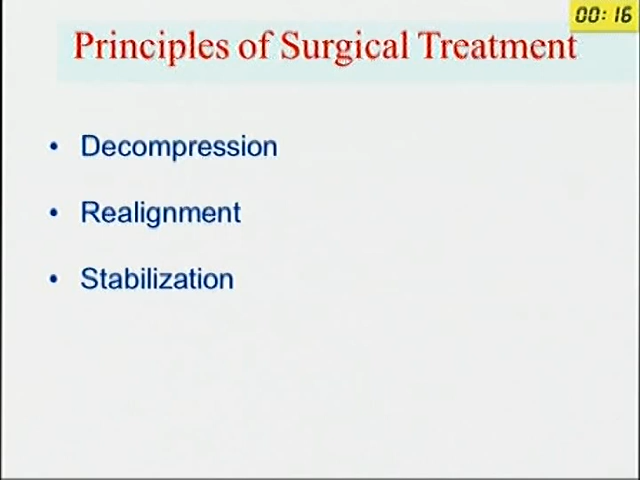 00:16
Principles of Surgical Treatment
• Decompression
• Realignment
• Stabilization